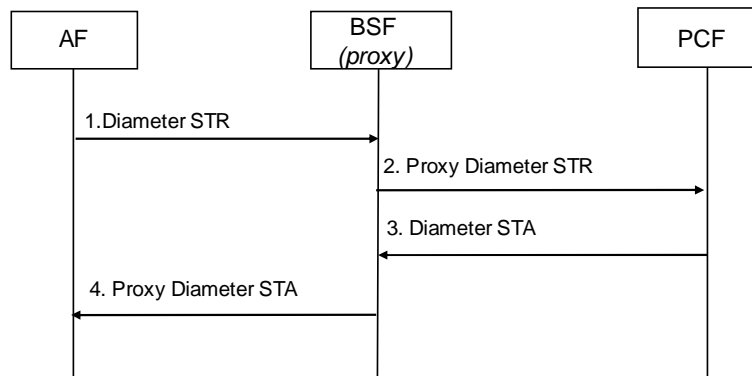 AF
BSF
(proxy)
PCF
1.Diameter STR
2. Proxy Diameter STR
3. Diameter STA
4. Proxy Diameter STA